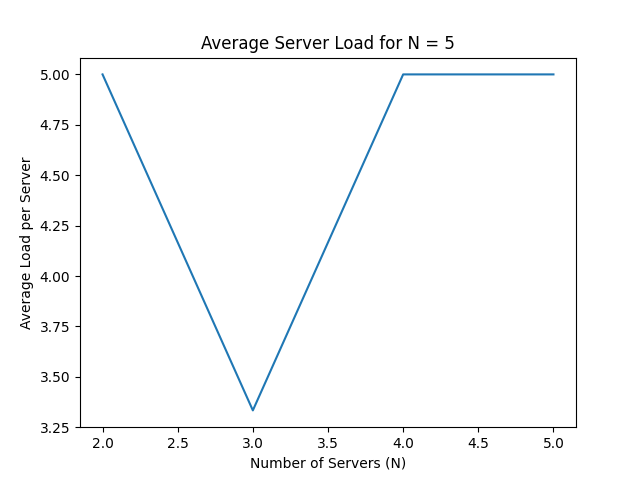 Average Server Load for N = 5
Average Load per Server
5.00
4.75
4.50
4.25
4.00
3.75
3.50
3.25
2.0 2.5 3.0 3.5 4.0 4.5 5.0
Number of Servers (N)